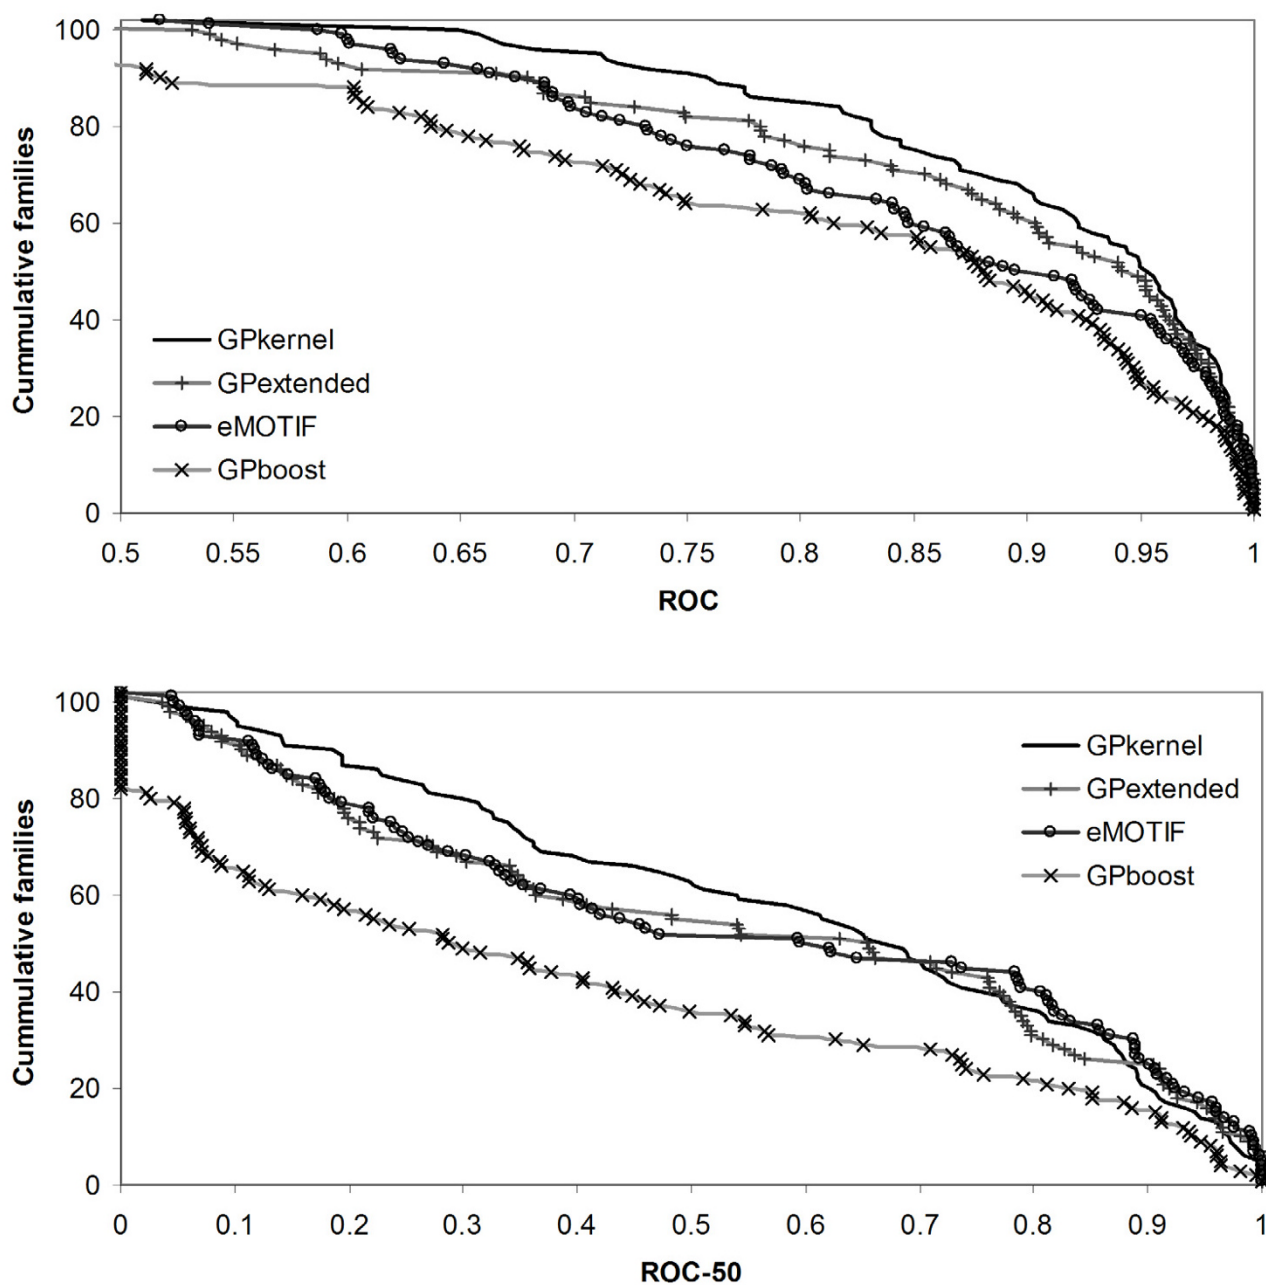 100
80
60
40
20
0
Cummulative families
GPkernel
GPextended
eMOTIF
GPboost
0.5 0.55 0.6 0.65 0.7 0.75 0.8 0.85 0.9 0.95 1
ROC
100
80
60
40
20
0
Cummulative families
GPkernel
GPextended
eMOTIF
GPboost
0 0.1 0.2 0.3 0.4 0.5 0.6 0.7 0.8 0.9 1
ROC-50